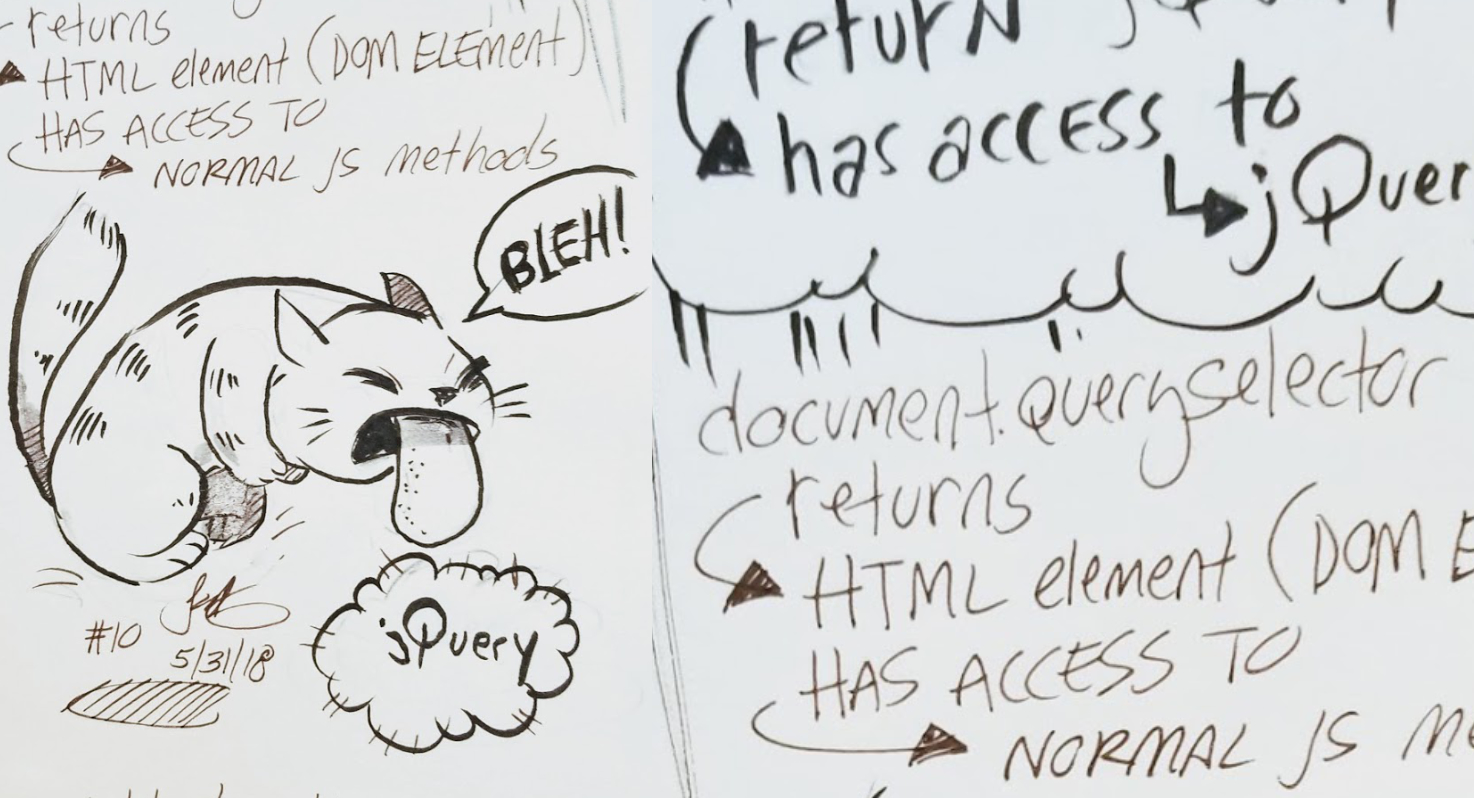 returns
HTML element (DOM ELEMENT)
HAS ACCESS TO
NORMAL JS methods
BLEH!
jQuery
#10
5/31/18
(return
has access to
jQuer
document.queryselector
returns
HTML element (DOM E
HAS ACCESS TO
NORMAL JS me